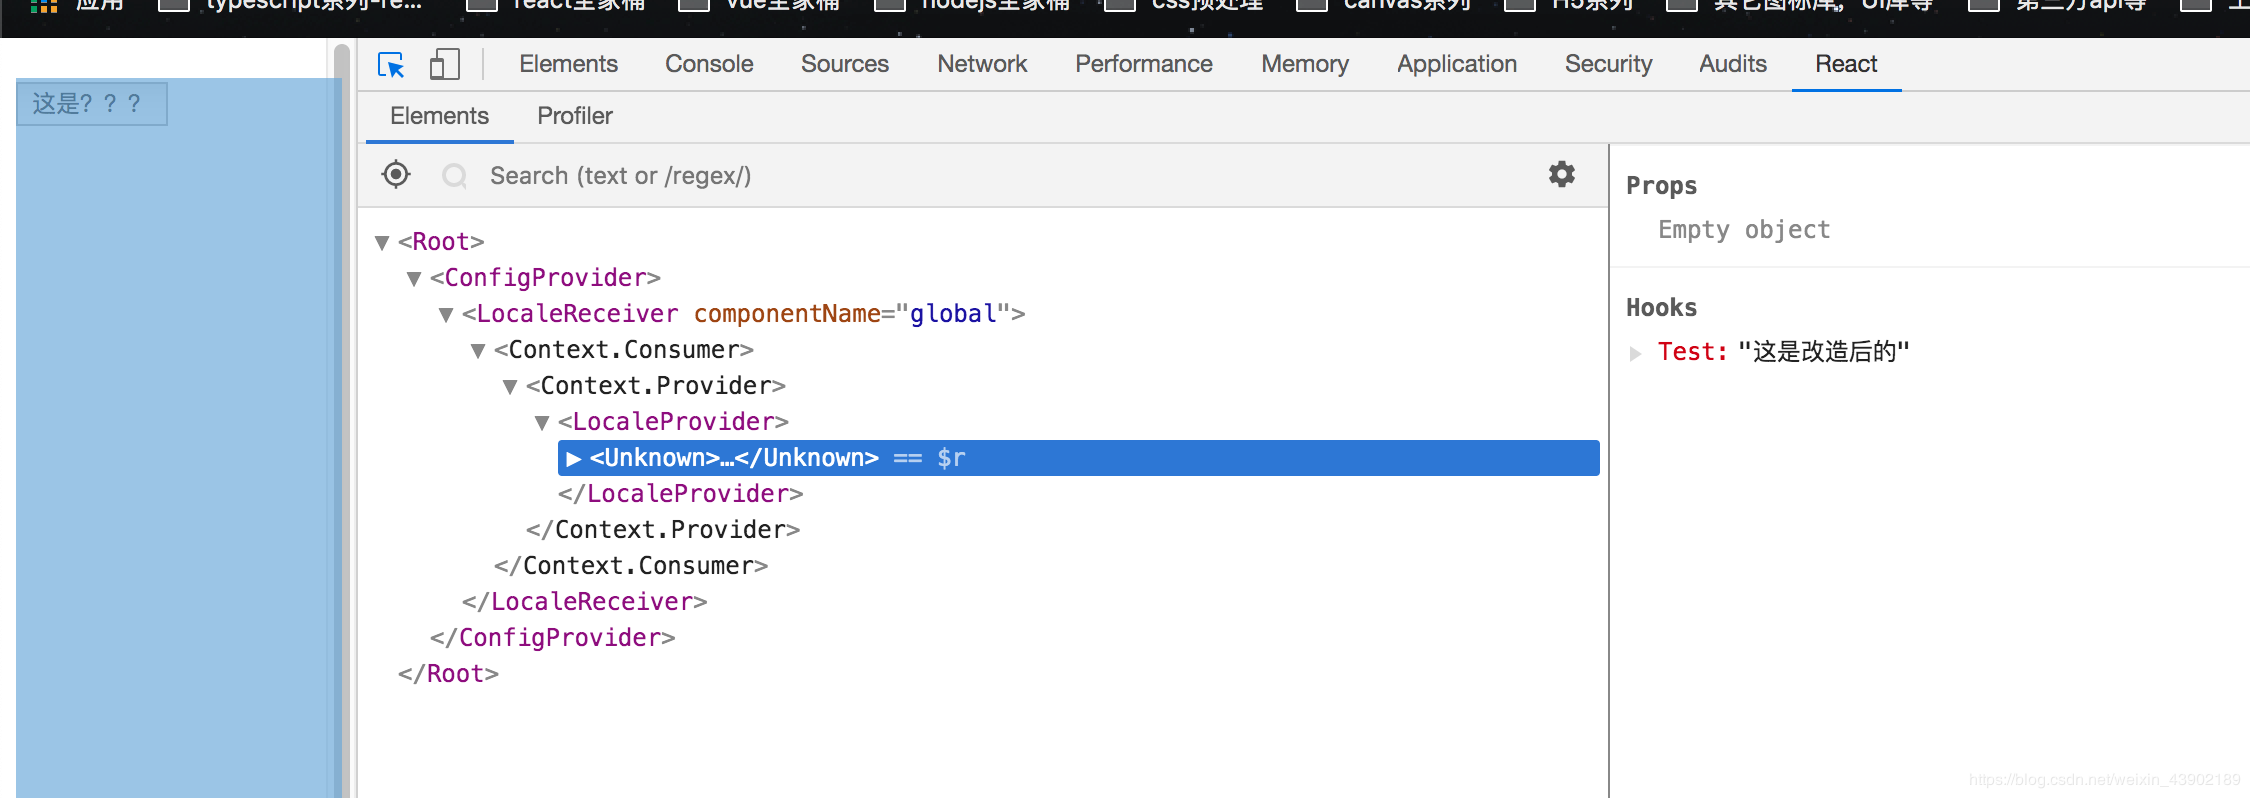 应用 typescript系列-re... react全家桶 vue全家桶 nodejs全家桶 css预处理 canvas系列 H5系列 其它图标库，UI库等 第三方api等
这是？？？
Elements Console Sources Network Performance Memory Application Security Audits React
Elements Profiler
Search (text or /regex/)
▼ <Root>
▼ <ConfigProvider>
▼ <LocaleReceiver componentName="global">
▼ <Context.Consumer>
▼ <Context.Provider>
▼ <LocaleProvider>
▶ <Unknown>…</Unknown> == $r
</LocaleProvider>
</Context.Provider>
</Context.Consumer>
</LocaleReceiver>
</ConfigProvider>
</Root>
Props
Empty object
Hooks
▶ Test: "这是改造后的"
https://blog.csdn.net/weixin_43902189